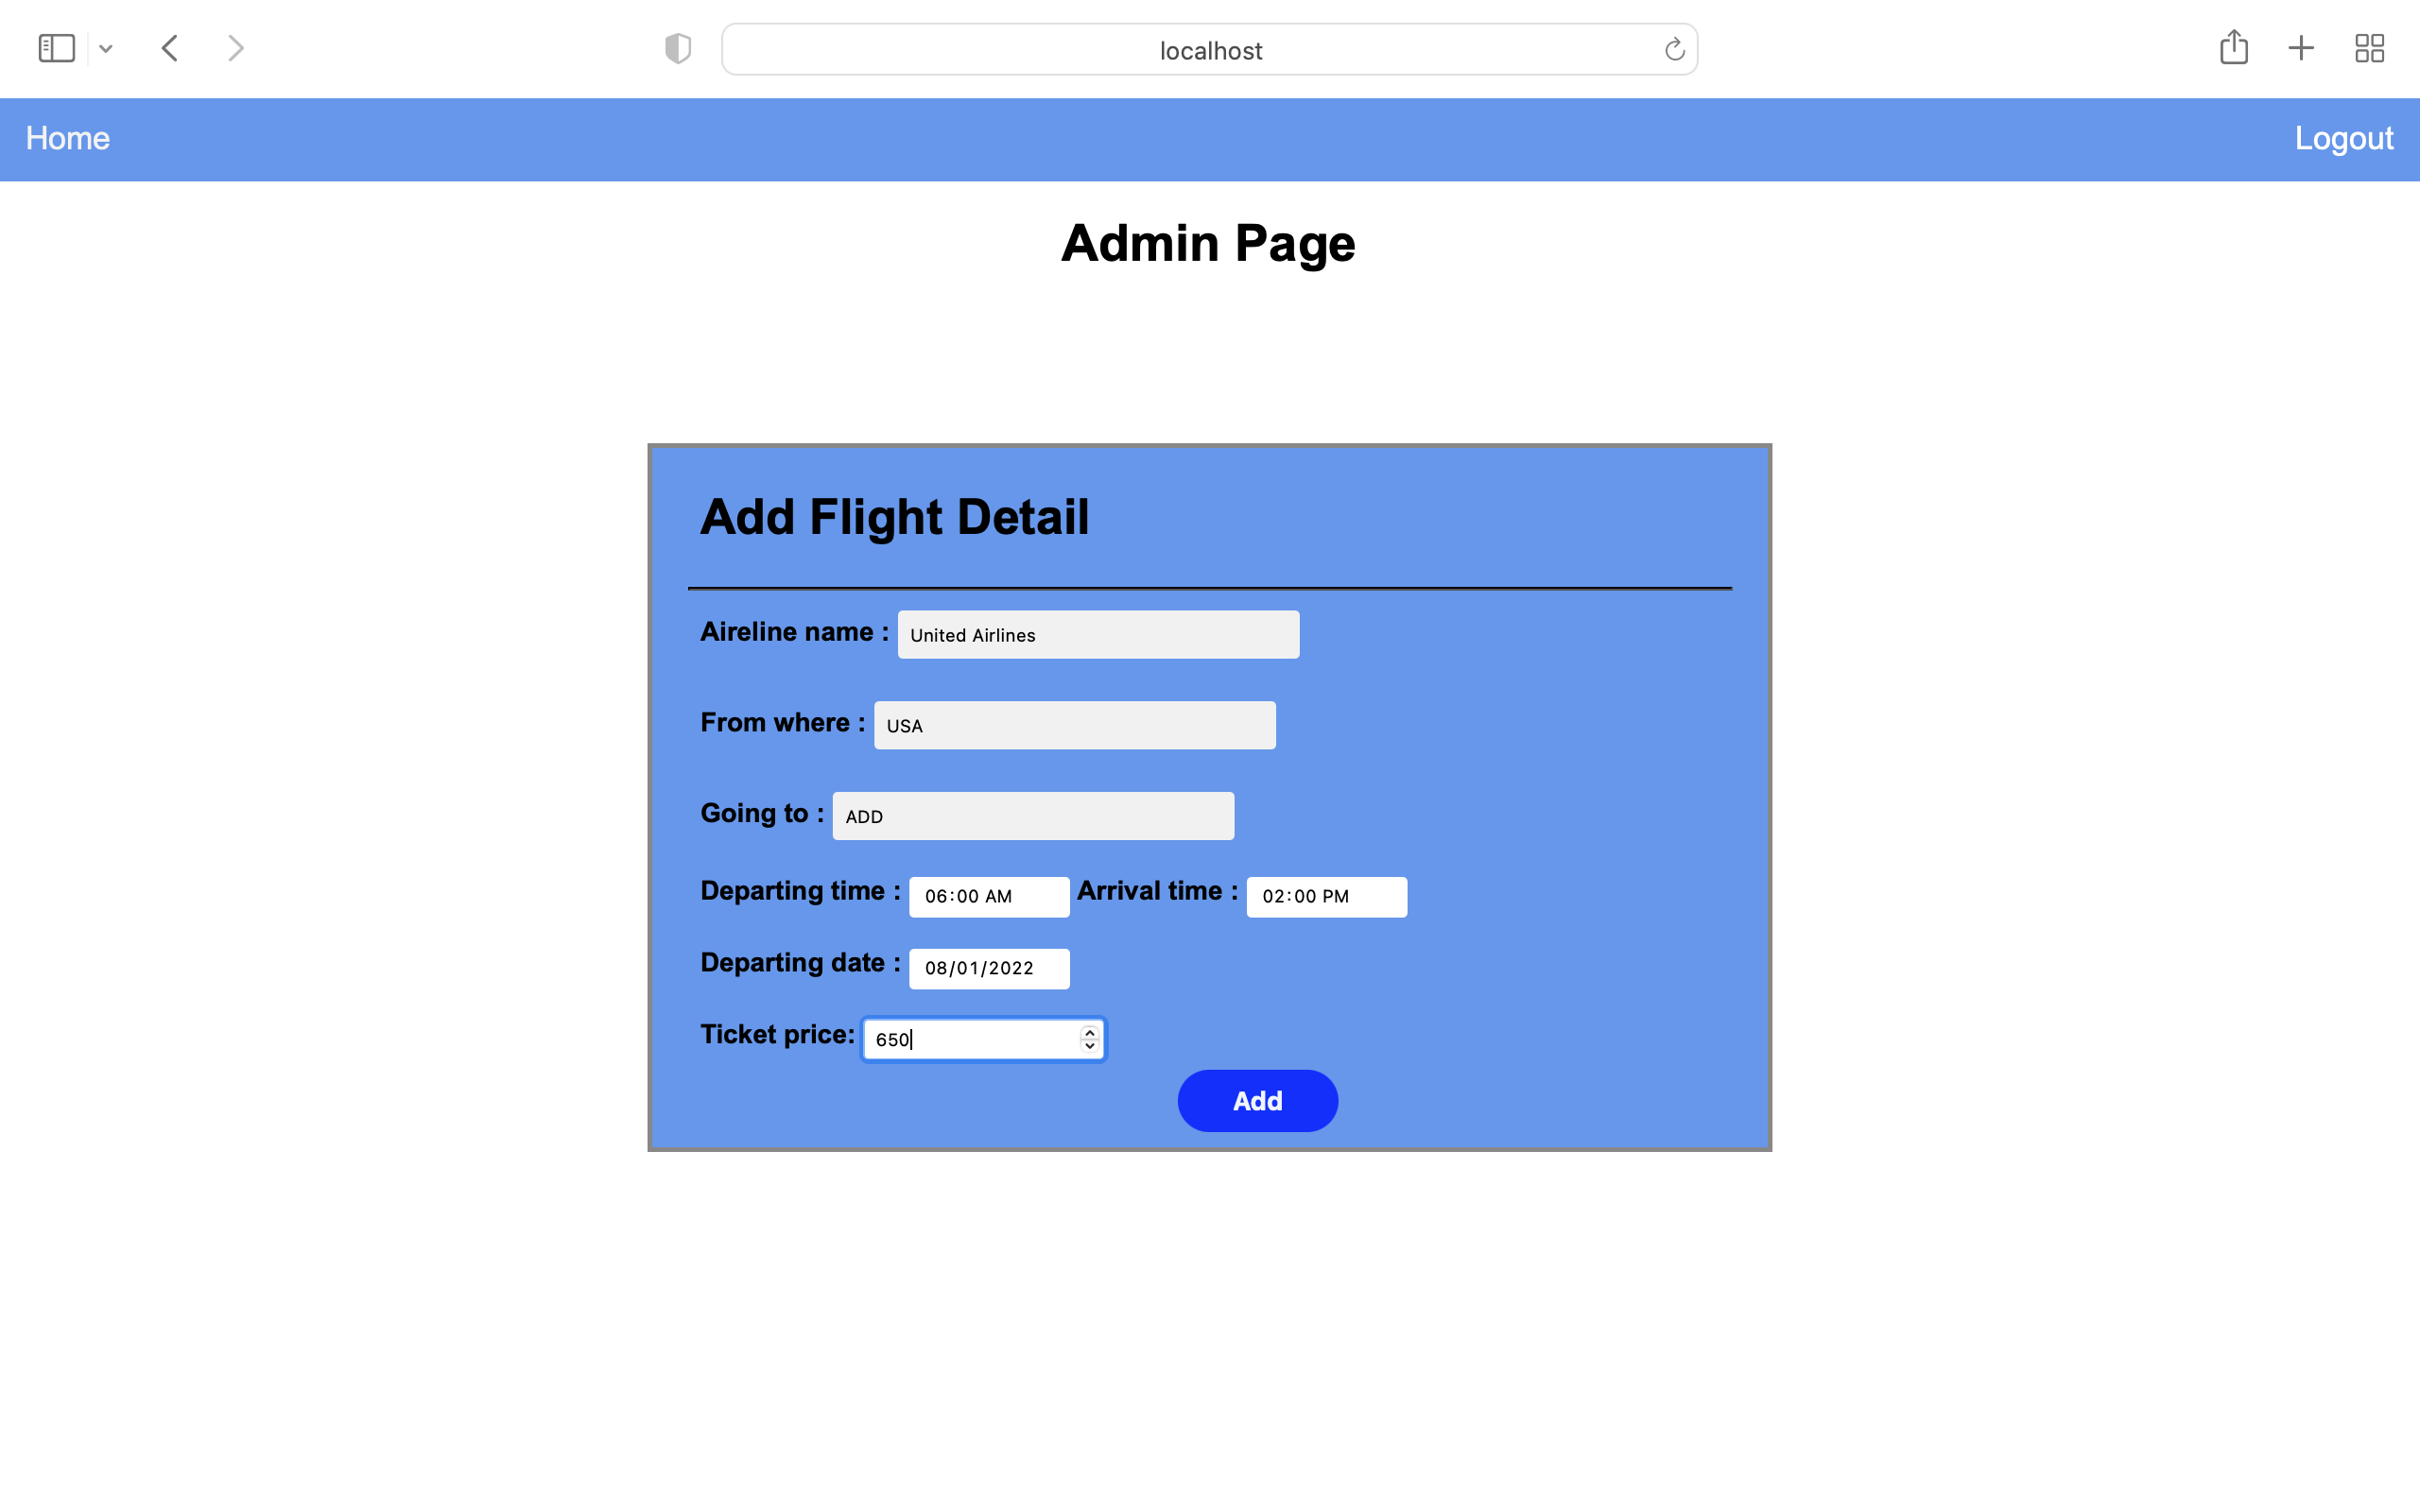 localhost
Home Logout
Admin Page
Add Flight Detail
Aireline name : United Airlines
From where : USA
Going to : ADD
Departing time : 06:00 AM Arrival time : 02:00 PM
Departing date : 08/01/2022
Ticket price: 650
Add